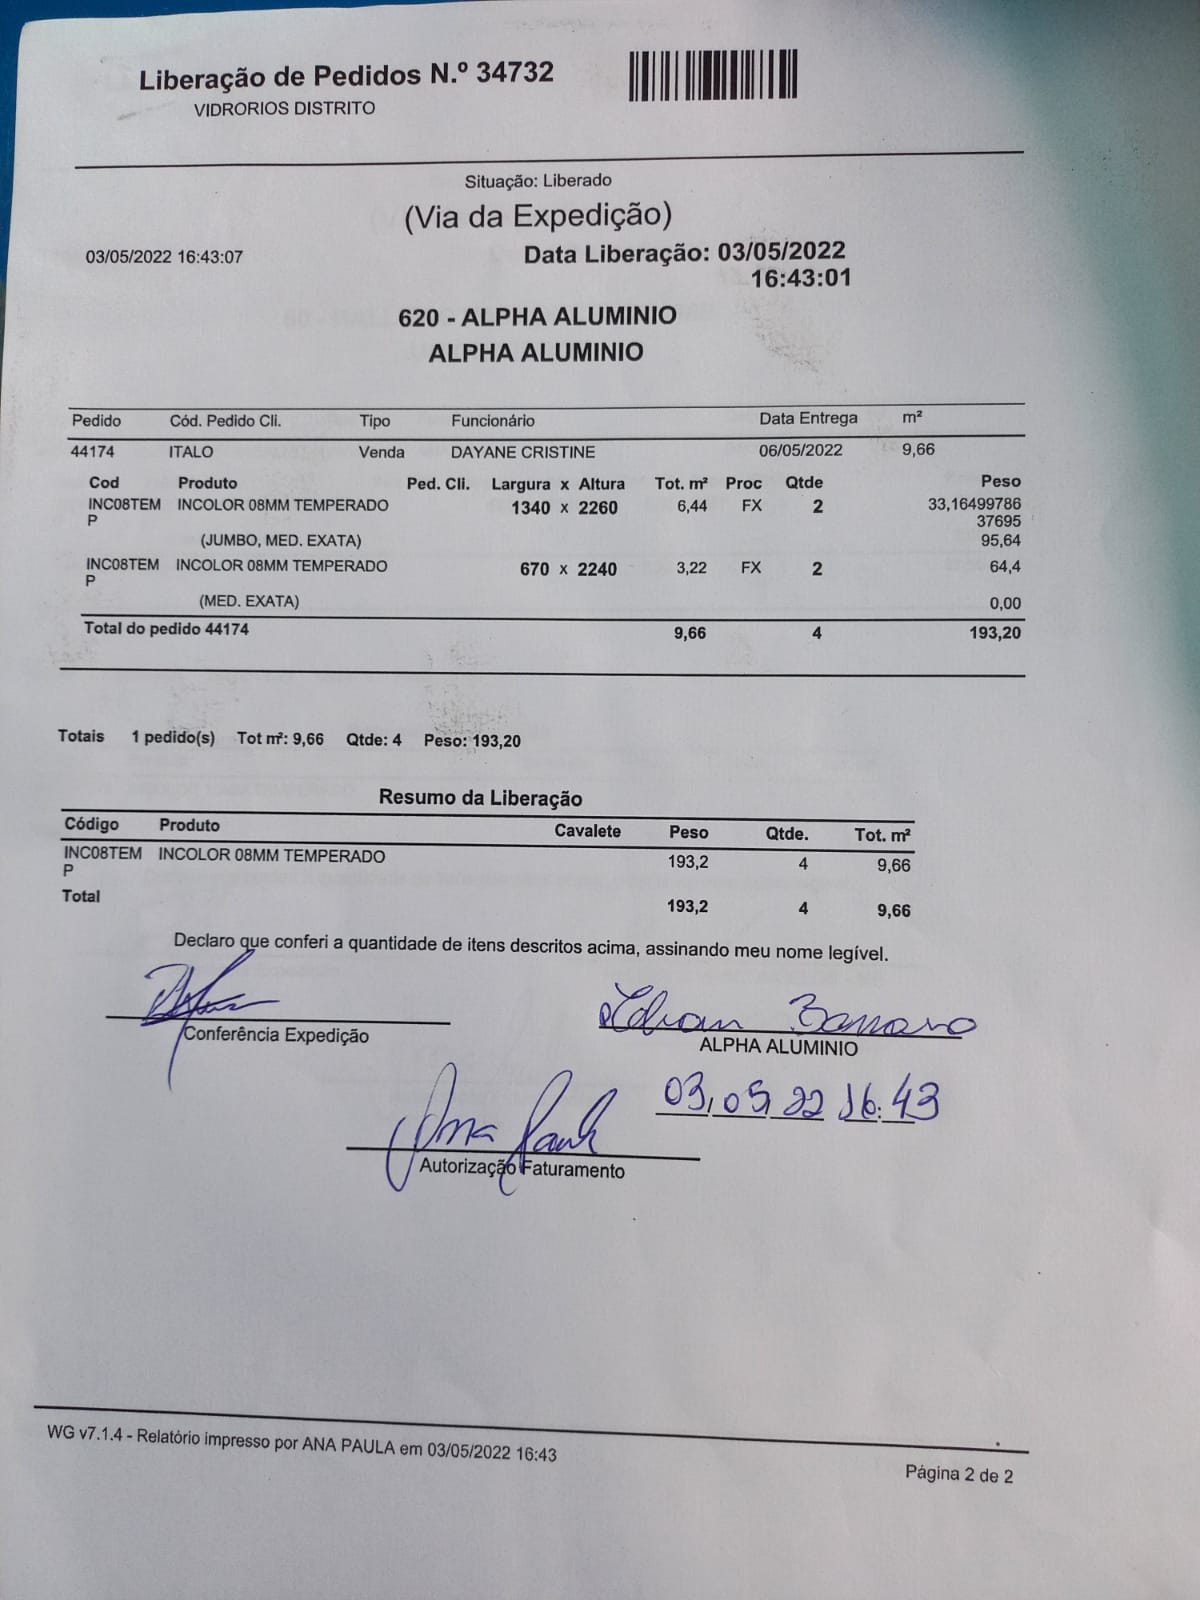 Liberação de Pedidos N.º 34732
VIDRORIOS DISTRITO
Situação: Liberado
(Via da Expedição)
03/05/2022 16:43:07 Data Liberação: 03/05/2022
16:43:01
620 - ALPHA ALUMINIO
ALPHA ALUMINIO
Pedido Cód. Pedido Cli. Tipo Funcionário Data Entrega m²
44174 ITALO Venda DAYANE CRISTINE 06/05/2022 9,66
Cod Produto Ped. Cli. Largura x Altura Tot. m² Proc Qtde Peso
INC08TEM INCOLOR 08MM TEMPERADO 1340 x 2260 6,44 FX 2 33,16499786
P 37695
(JUMBO, MED. EXATA) 95,64
INC08TEM INCOLOR 08MM TEMPERADO 670 x 2240 3,22 FX 2 64,4
P
(MED. EXATA) 0,00
Total do pedido 44174 9,66 4 193,20
Totais 1 pedido(s) Tot m²: 9,66 Qtde: 4 Peso: 193,20
Resumo da Liberação
Código Produto Cavalete Peso Qtde. Tot. m²
INC08TEM INCOLOR 08MM TEMPERADO 193,2 4 9,66
P
Total 193,2 4 9,66
Declaro que conferi a quantidade de itens descritos acima, assinando meu nome legível.
Conferência Expedição
ALPHA ALUMINIO
03,05,22 16:43
Ana Paula
Autorização Faturamento
WG v7.1.4 - Relatório impresso por ANA PAULA em 03/05/2022 16:43
Página 2 de 2